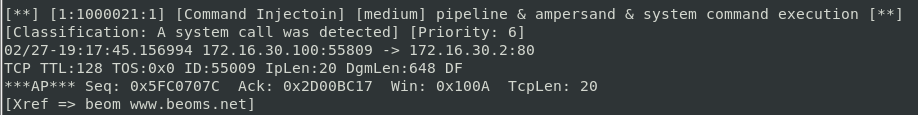 [**] [1:1000021:1] [Command Injectoin] [medium] pipeline & ampersand & system command execution [**]
[Classification: A system call was detected] [Priority: 6]
02/27-19:17:45.156994 172.16.30.100:55809 -> 172.16.30.2:80
TCP TTL:128 TOS:0x0 ID:55009 IpLen:20 DgmLen:648 DF
***AP*** Seq: 0x5FC0707C  Ack: 0x2D00BC17  Win: 0x100A  TcpLen: 20
[Xref => beom www.beoms.net]